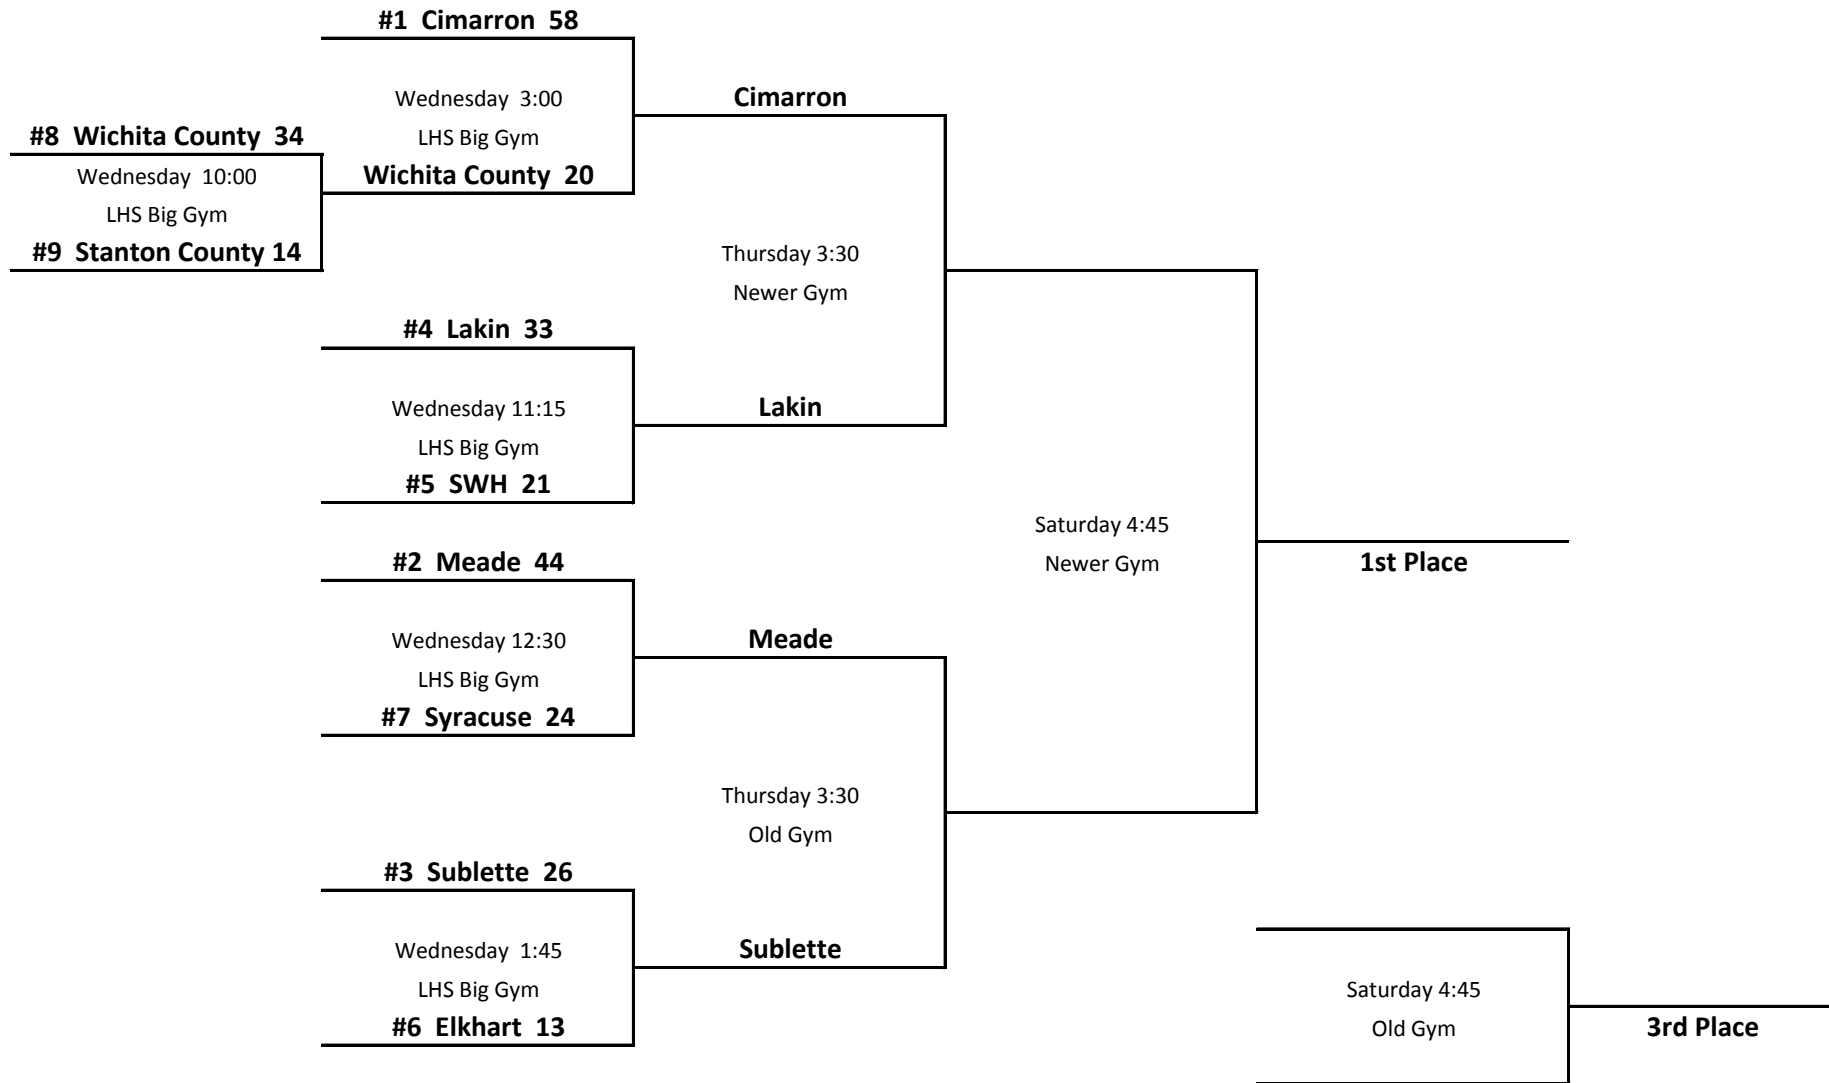 #1 Cimarron 58
Wednesday 3:00
Cimarron
#8 Wichita County 34
LHS Big Gym
Wednesday 10:00
Wichita County 20
LHS Big Gym
#9 Stanton County 14
Thursday 3:30
Newer Gym
#4 Lakin 33
Wednesday 11:15
Lakin
LHS Big Gym
#5 SWH 21
Saturday 4:45
#2 Meade 44
Newer Gym
1st Place
Wednesday 12:30
Meade
LHS Big Gym
#7 Syracuse 24
Thursday 3:30
Old Gym
#3 Sublette 26
Wednesday 1:45
Sublette
LHS Big Gym
Saturday 4:45
#6 Elkhart 13
Old Gym
3rd Place